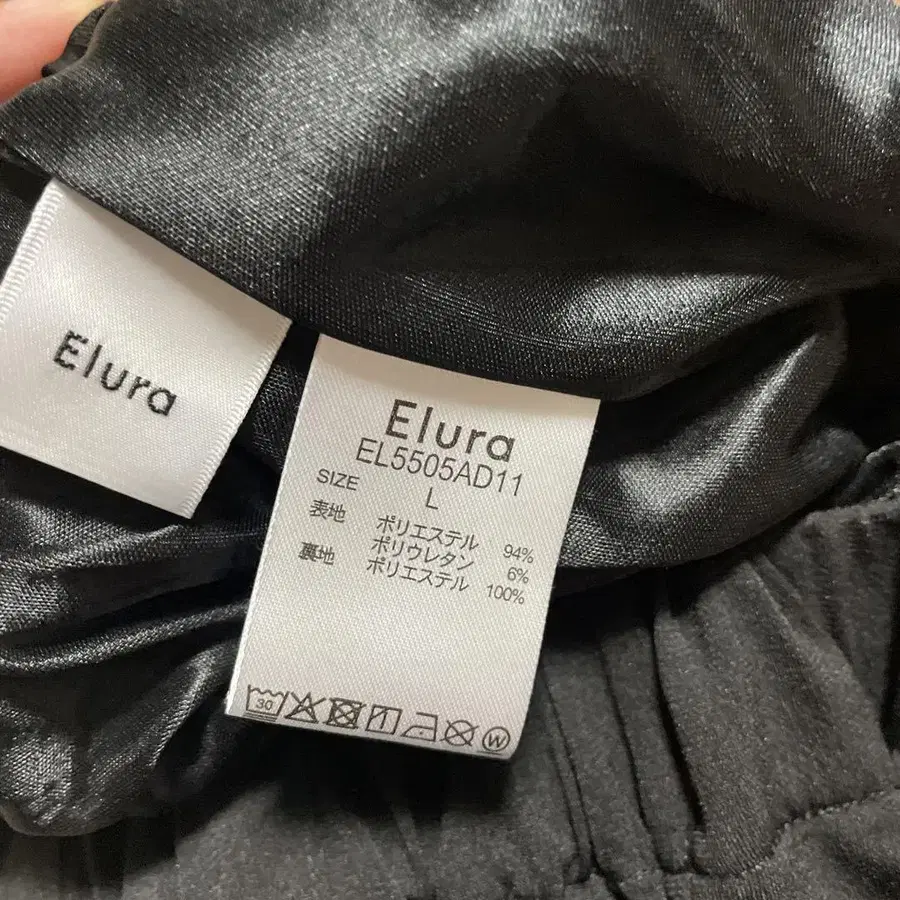 Elura
Elura
EL5505AD11
SIZE L
表地 ポリエステル 94%
ポリウレタン 6%
裏地 ポリエステル 100%
30
W